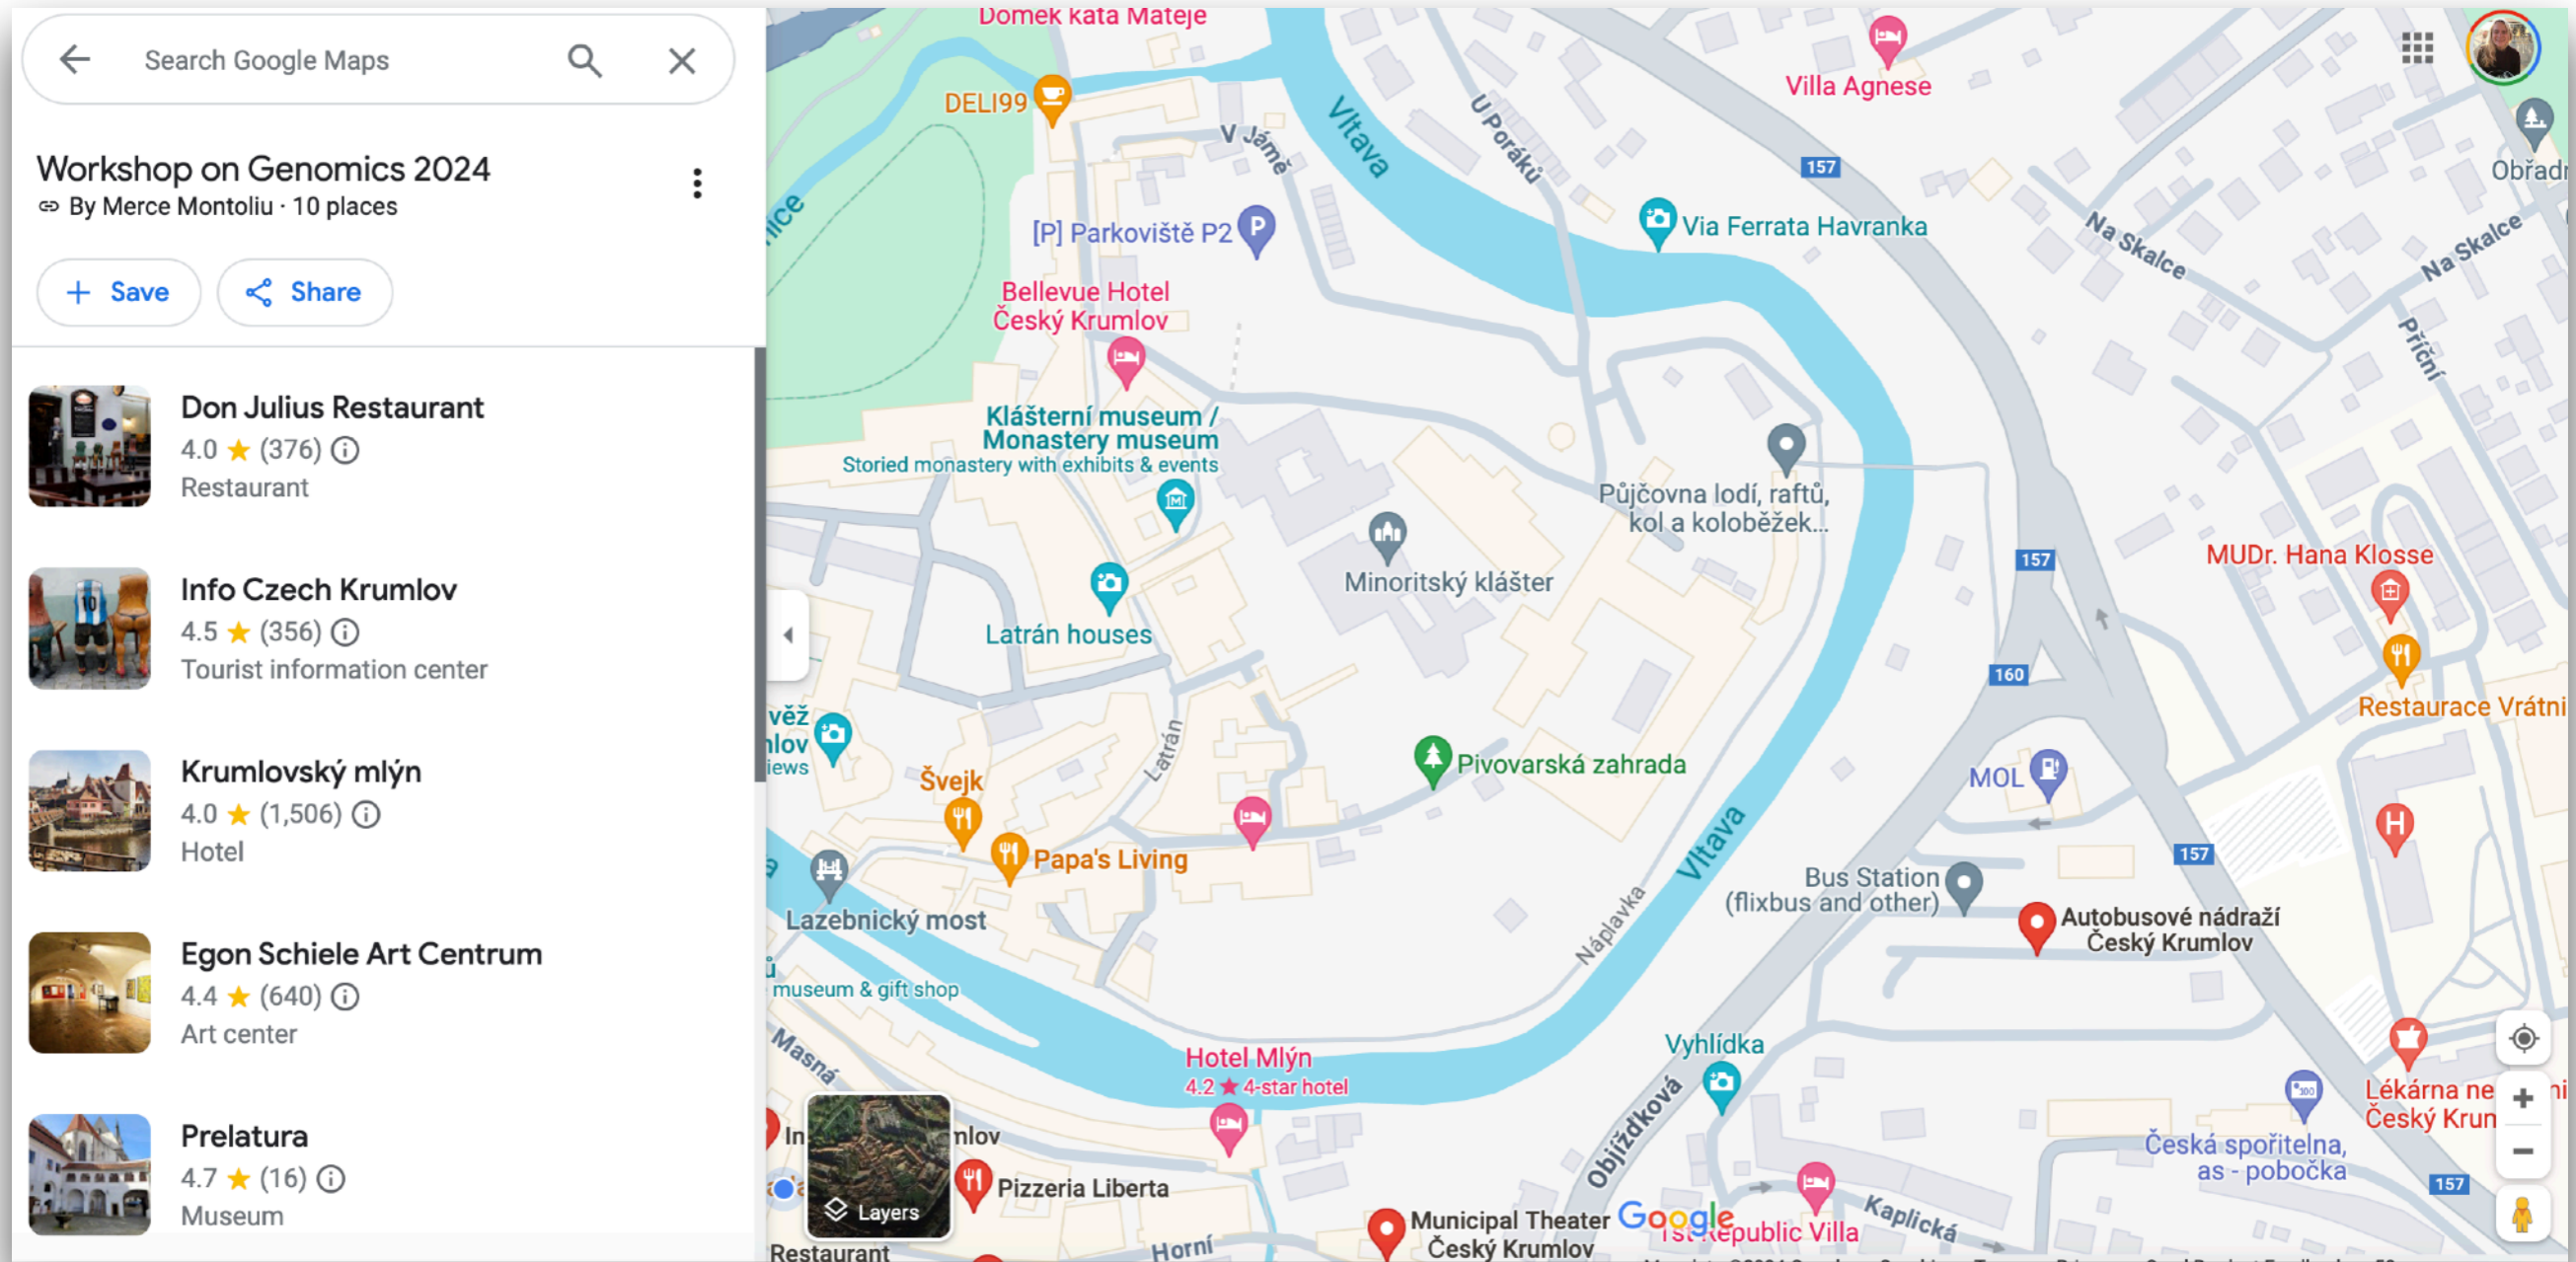 Search Google Maps
Workshop on Genomics 2024
By Merce Montoliu · 10 places
Save
Share
Don Julius Restaurant
4.0 ★ (376)
Restaurant
Info Czech Krumlov
4.5 ★ (356)
Tourist information center
Krumlovský mlýn
4.0 ★ (1,506)
Hotel
Egon Schiele Art Centrum
4.4 ★ (640)
Art center
Prelatura
4.7 ★ (16)
Museum
Domek kata Matěje
DELI99
V Jámě
Vltava
U Poráků
Villa Agnese
157
Via Ferrata Havranka
Na Skalce
Na Skalce
Příční
[P] Parkoviště P2
P
Bellevue Hotel
Český Krumlov
Klášterní museum /
Monastery museum
Storied monastery with exhibits & events
M
Půjčovna lodí, raftů,
kol a koloběžek...
Minoritský klášter
Latrán houses
157
MUDr. Hana Klosse
160
Restaurace Vrátni
věž
Latrán
Švejk
Pivovarská zahrada
MOL
Papa's Living
157
H
Lazebnický most
Vltava
Náplavka
Bus Station
(flixbus and other)
Autobusové nádraží
Český Krumlov
museum & gift shop
Masná
Hotel Mlýn
4.2 ★ 4-star hotel
Vyhlídka
Objížďková
Lékárna ne
Český Krum
Česká spořitelna,
as - pobočka
157
Pizzeria Liberta
Layers
Municipal Theater
Český Krumlov
Google
1st Republic Villa
Kaplická
Restaurant
Horní